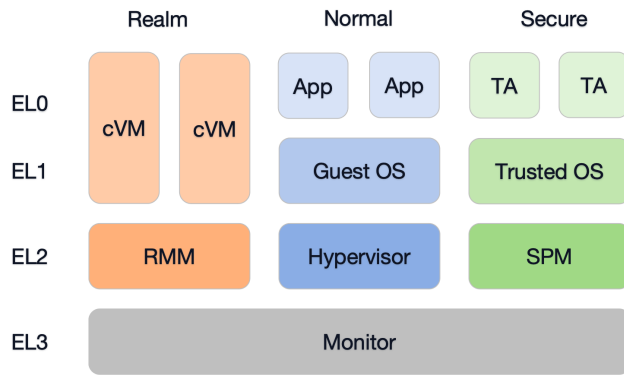 Realm Normal Secure
EL0 App App TA TA
cVM cVM
EL1 Guest OS Trusted OS
EL2 RMM Hypervisor SPM
EL3 Monitor